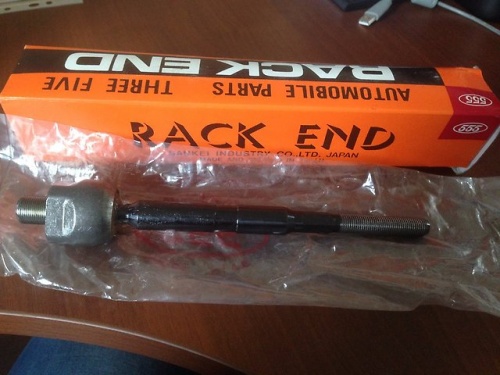 RACK END
AUTOMOBILE PARTS
THREE FIVE
555
555
RACK END
SANKEI INDUSTRY CO.,LTD. JAPAN